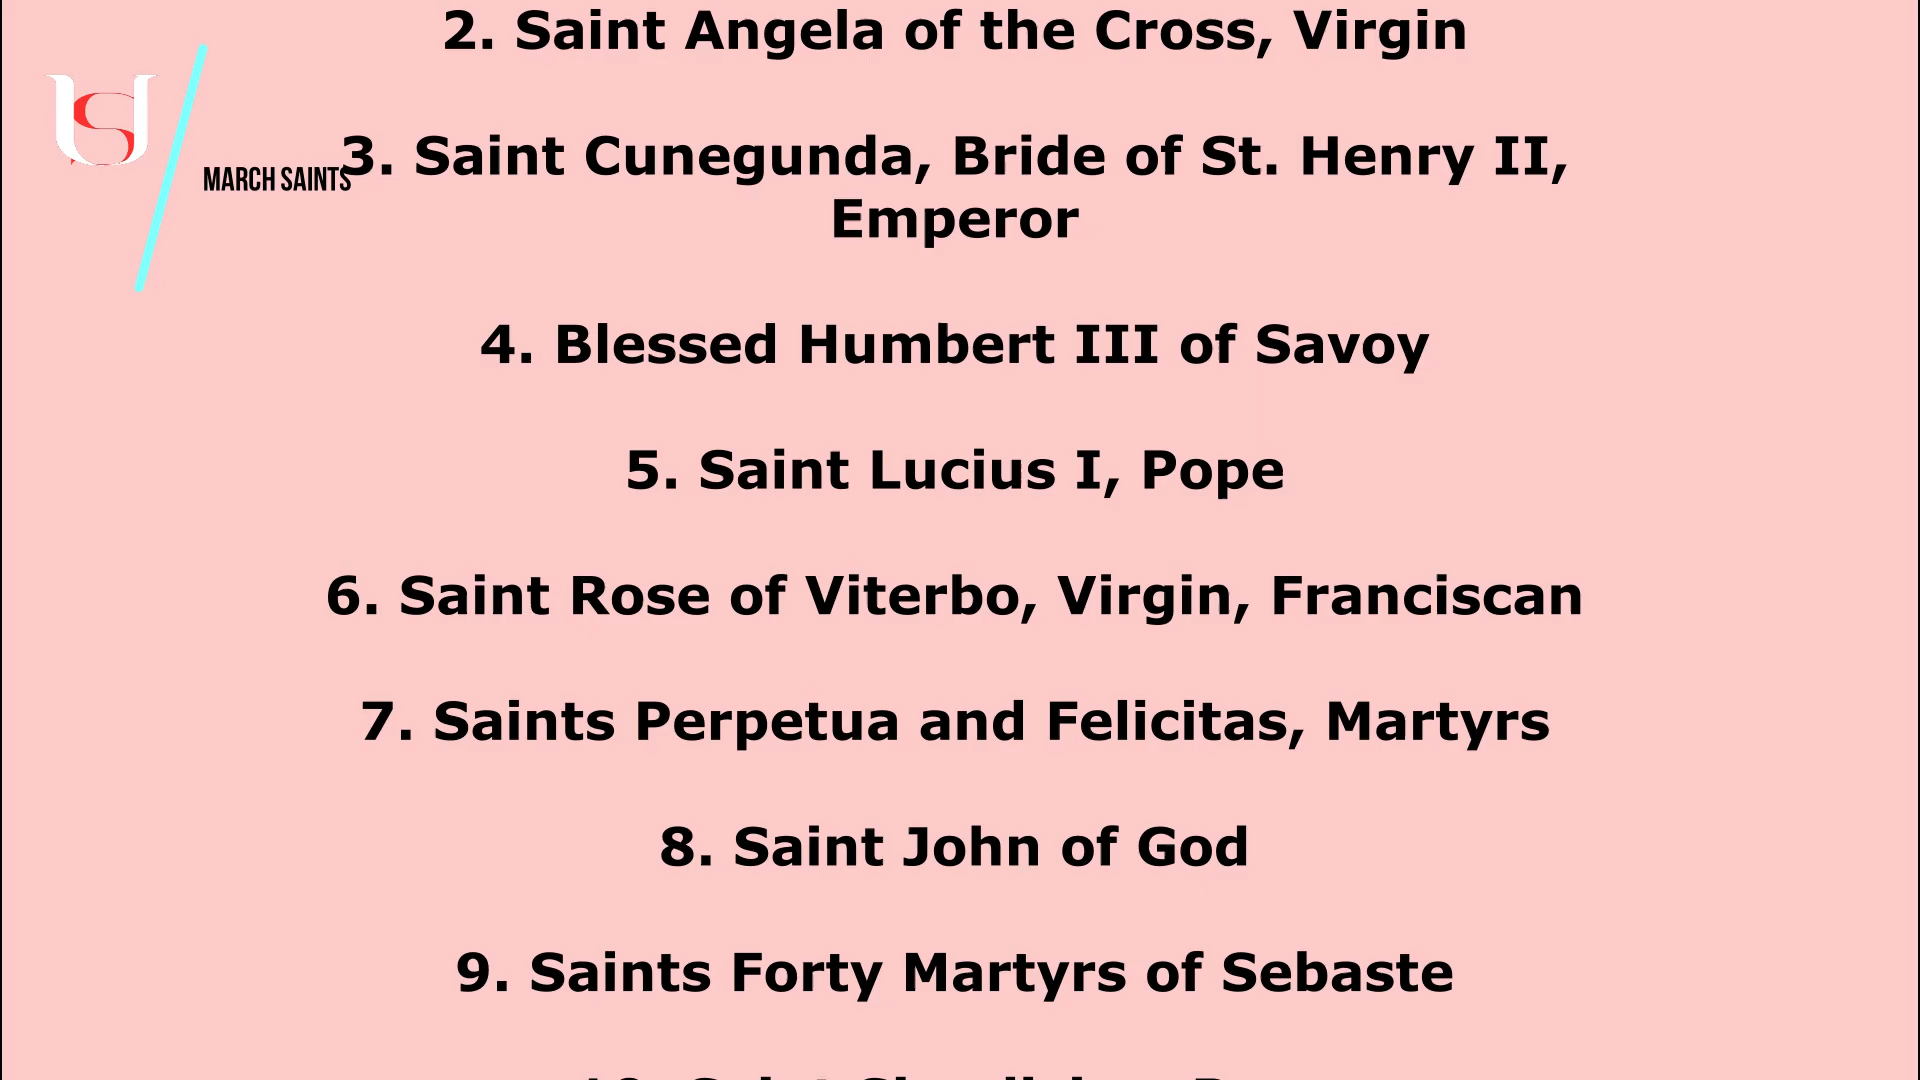 2. Saint Angela of the Cross, Virgin
MARCH SAINTS
3. Saint Cunegunda, Bride of St. Henry II,
Emperor
4. Blessed Humbert III of Savoy
5. Saint Lucius I, Pope
6. Saint Rose of Viterbo, Virgin, Franciscan
7. Saints Perpetua and Felicitas, Martyrs
8. Saint John of God
9. Saints Forty Martyrs of Sebaste